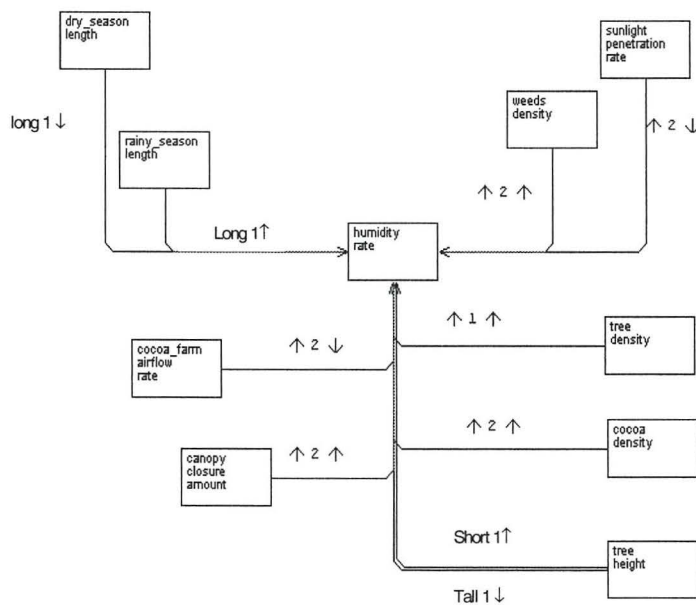 dry_season
length
sunlight
penetration
rate
weeds
density
long 1 ↓
↑ 2 ↓
rainy_season
length
↑ 2 ↑
Long 1↑
humidity
rate
↑ 1 ↑
tree
density
cocoa_farm
airflow
rate
↑ 2 ↓
↑ 2 ↑
cocoa
density
canopy
closure
amount
↑ 2 ↑
Short 1↑
tree
height
Tall 1 ↓